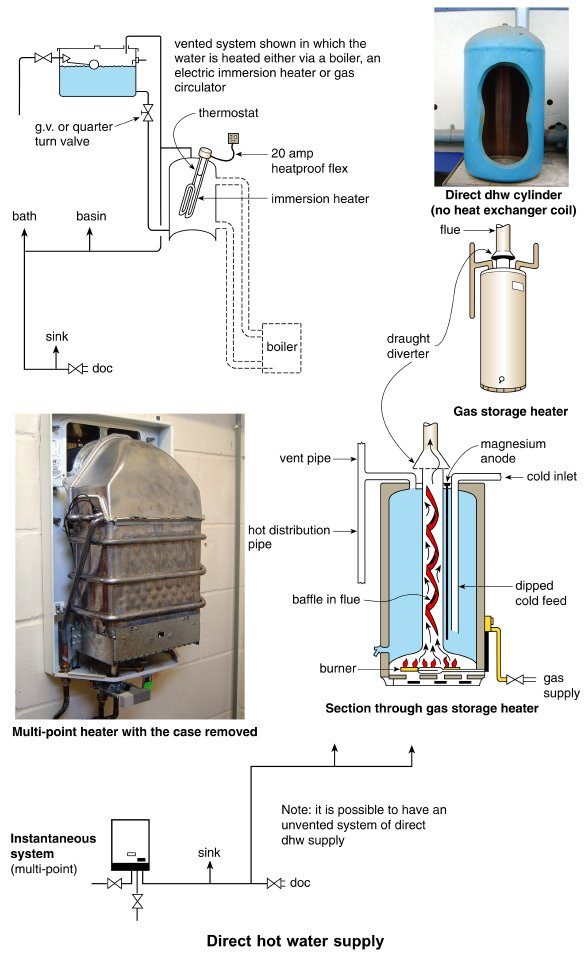 vented system shown in which the
water is heated either via a boiler, an
electric immersion heater or gas
circulator
thermostat
g.v. or quarter
turn valve
20 amp
heatproof flex
immersion heater
bath
basin
sink
doc
boiler
Direct dhw cylinder
(no heat exchanger coil)
flue
draught
diverter
Gas storage heater
vent pipe
magnesium
anode
cold inlet
hot distribution
pipe
baffle in flue
dipped
cold feed
burner
gas
supply
Section through gas storage heater
Multi-point heater with the case removed
Note: it is possible to have an
unvented system of direct
dhw supply
Instantaneous
system
(multi-point)
sink
doc
Direct hot water supply